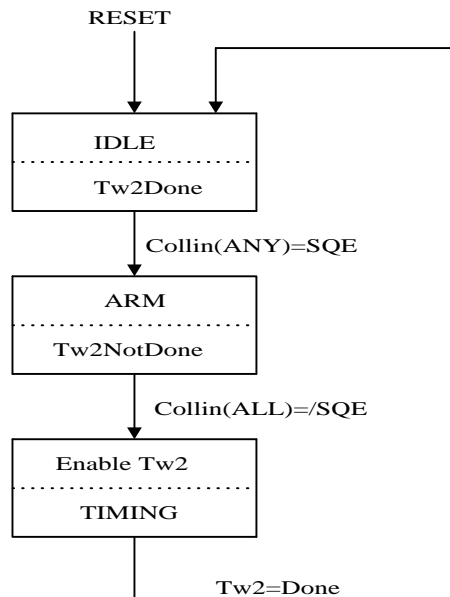 RESET
IDLE
Tw2Done
Collin(ANY)=SQE
ARM
Tw2NotDone
Collin(ALL)=/SQE
Enable Tw2
TIMING
Tw2=Done